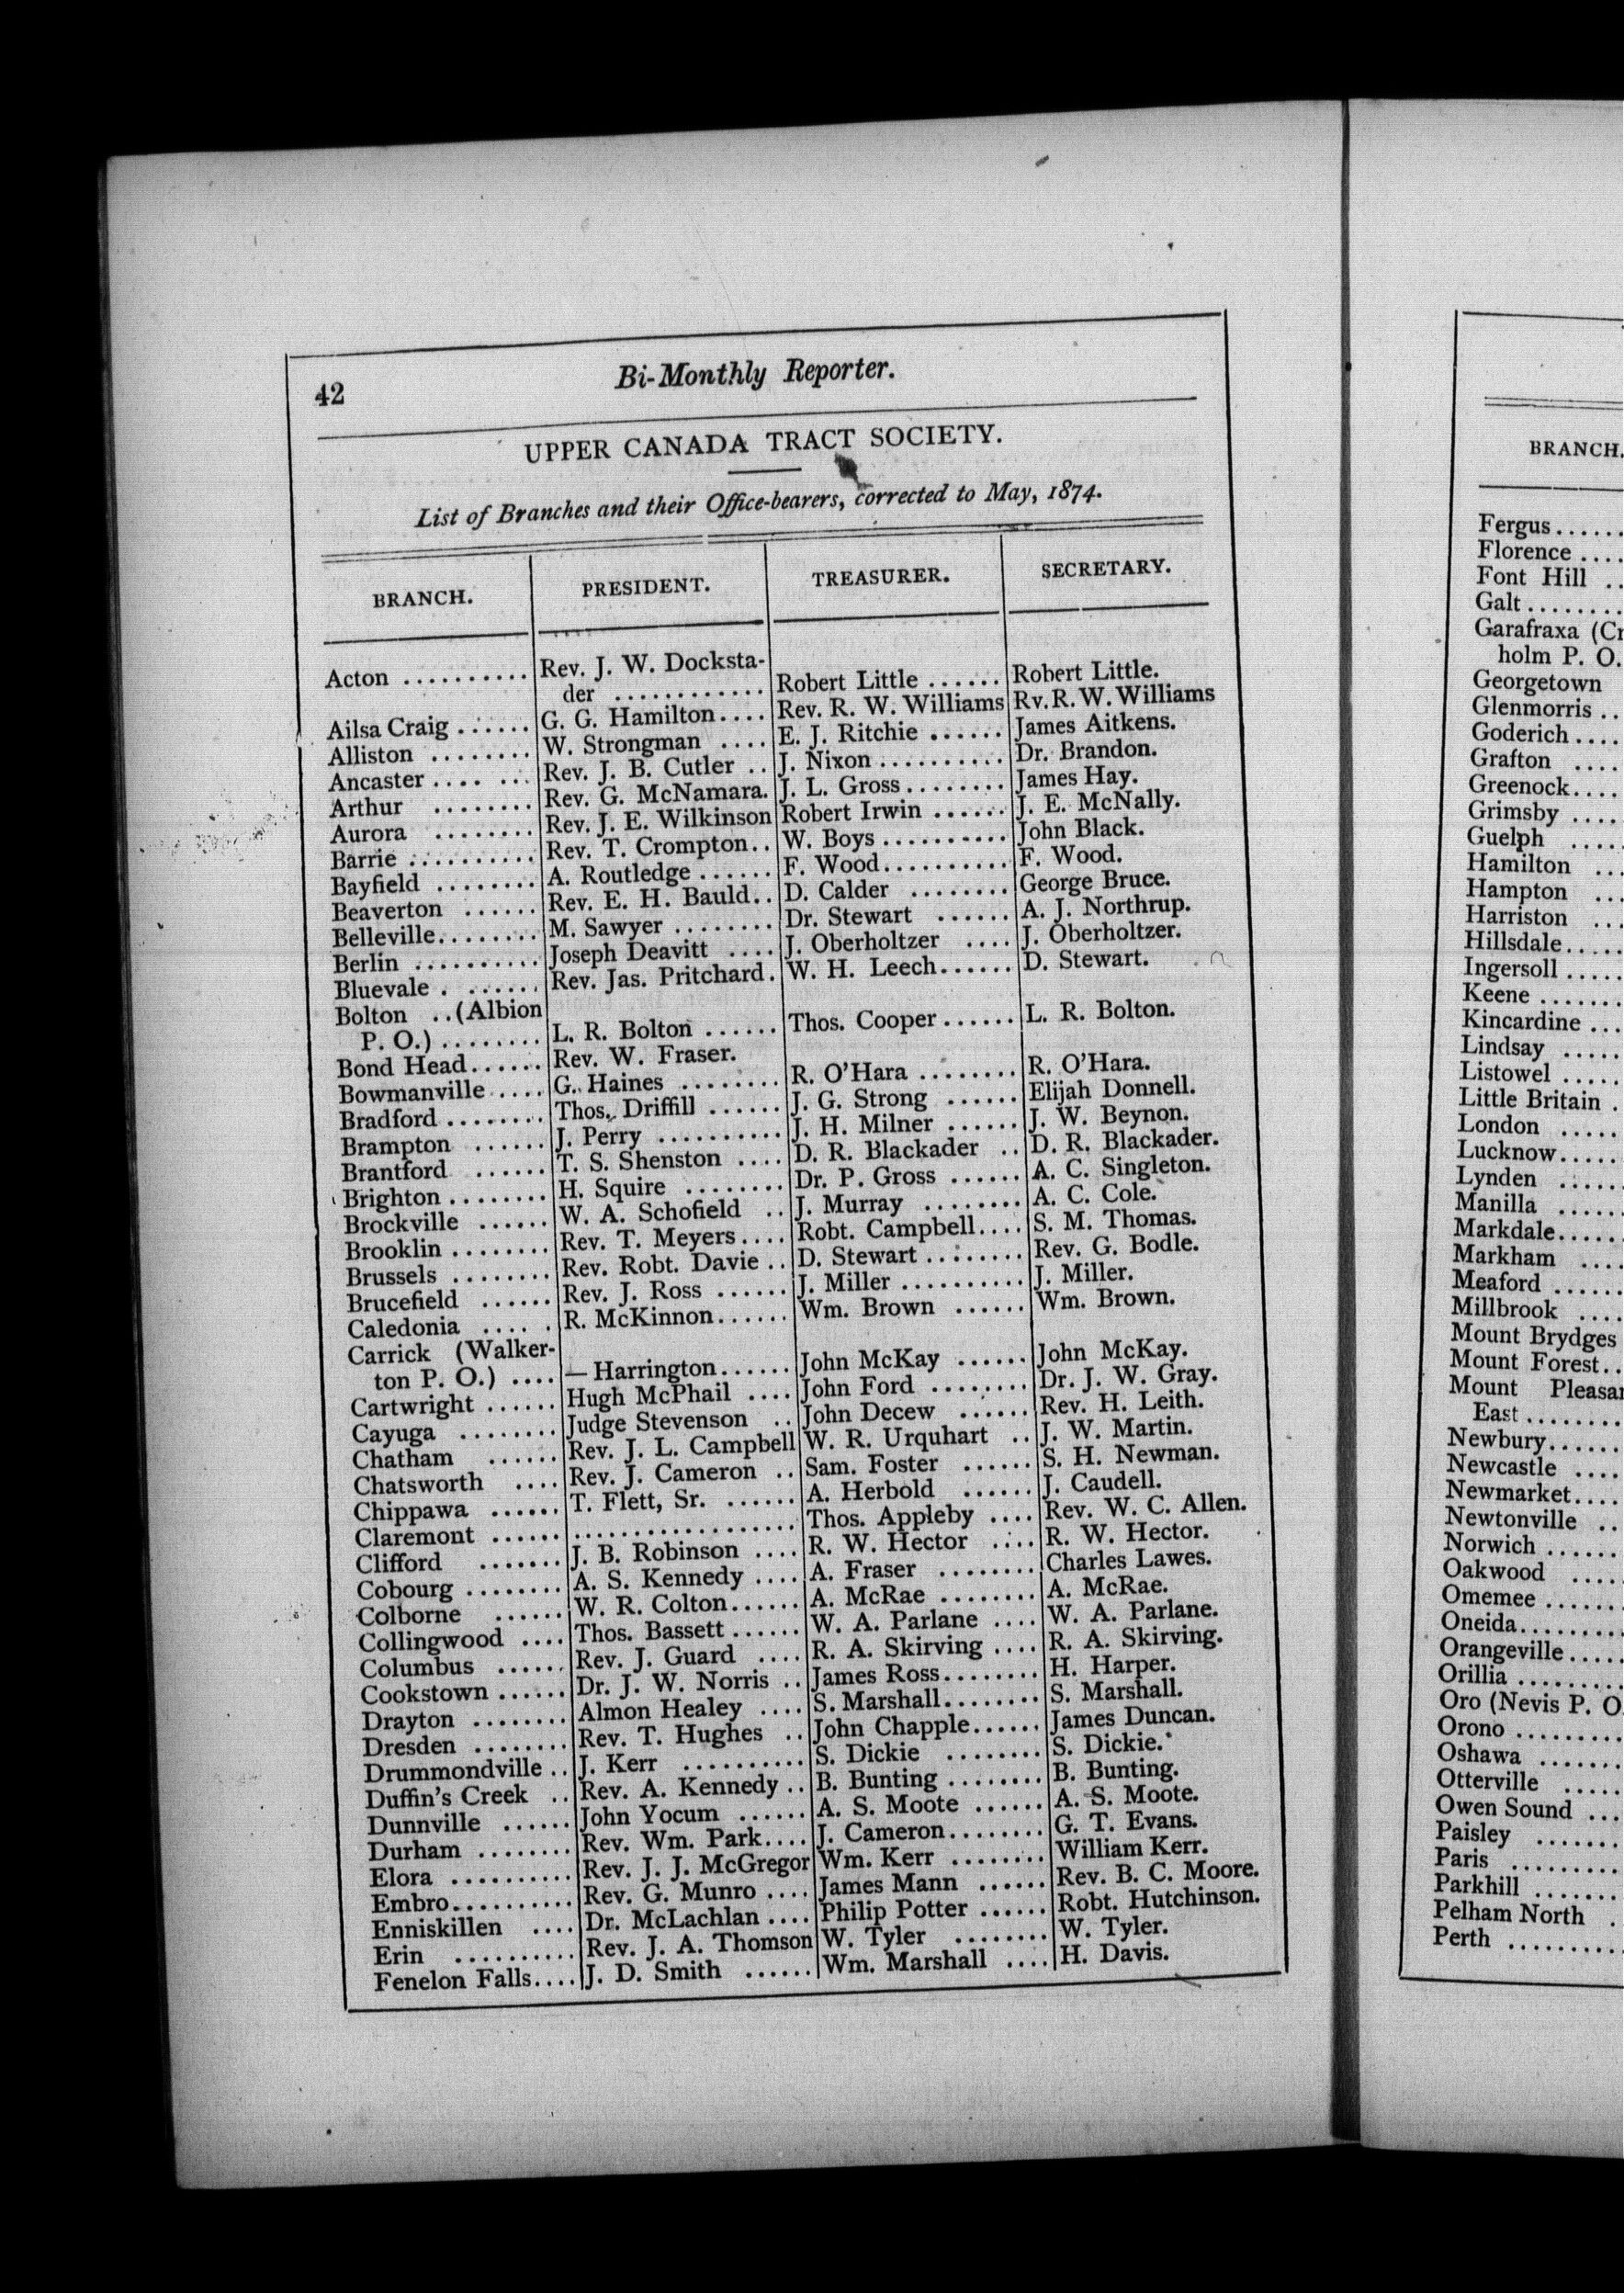 42
Bi-Monthly Reporter.
UPPER CANADA TRACT SOCIETY.
List of Branches and their Office-bearers, corrected to May, 1874.
BRANCH. PRESIDENT. TREASURER. SECRETARY.
Acton .......... Rev. J. W. Docksta-
der ............ Robert Little ...... Robert Little.
Ailsa Craig ...... G. G. Hamilton.... Rev. R. W. Williams Rv. R. W. Williams
Alliston ........ W. Strongman .... E. J. Ritchie ...... James Aitkens.
Ancaster .... ... Rev. J. B. Cutler .. J. Nixon .......... Dr. Brandon.
Arthur ........ Rev. G. McNamara. J. L. Gross ........ James Hay.
Aurora ........ Rev. J. E. Wilkinson Robert Irwin ...... J. E. McNally.
Barrie .......... Rev. T. Crompton.. W. Boys .......... John Black.
Bayfield ........ A. Routledge ...... F. Wood.......... F. Wood.
Beaverton ...... Rev. E. H. Bauld.. D. Calder ........ George Bruce.
Belleville........ M. Sawyer ........ Dr. Stewart ...... A. J. Northrup.
Berlin .......... Joseph Deavitt .... J. Oberholtzer .... J. Oberholtzer.
Bluevale . ...... Rev. Jas. Pritchard. W. H. Leech...... D. Stewart.
Bolton .. (Albion
P. O.) ........ L. R. Bolton ...... Thos. Cooper ...... L. R. Bolton.
Bond Head...... Rev. W. Fraser.
Bowmanville .... G. Haines ........ R. O'Hara ........ R. O'Hara.
Bradford ........ Thos. Driffill ...... J. G. Strong ...... Elijah Donnell.
Brampton ...... J. Perry .......... J. H. Milner ...... J. W. Beynon.
Brantford ...... T. S. Shenston .... D. R. Blackader .. D. R. Blackader.
Brighton ........ H. Squire ........ Dr. P. Gross ...... A. C. Singleton.
Brockville ...... W. A. Schofield .. J. Murray ........ A. C. Cole.
Brooklin ........ Rev. T. Meyers.... Robt. Campbell.... S. M. Thomas.
Brussels ........ Rev. Robt. Davie .. D. Stewart ........ Rev. G. Bodle.
Brucefield ...... Rev. J. Ross ...... J. Miller .......... J. Miller.
Caledonia .... . R. McKinnon...... Wm. Brown ...... Wm. Brown.
Carrick (Walker-
ton P. O.) .... — Harrington...... John McKay ...... John McKay.
Cartwright ...... Hugh McPhail .... John Ford ........ Dr. J. W. Gray.
Cayuga ........ Judge Stevenson .. John Decew ...... Rev. H. Leith.
Chatham ...... Rev. J. L. Campbell W. R. Urquhart .. J. W. Martin.
Chatsworth .... Rev. J. Cameron .. Sam. Foster ...... S. H. Newman.
Chippawa ...... T. Flett, Sr. ...... A. Herbold ...... J. Caudell.
Claremont ...... .................. Thos. Appleby .... Rev. W. C. Allen.
Clifford ....... J. B. Robinson .... R. W. Hector .... R. W. Hector.
Cobourg ........ A. S. Kennedy .... A. Fraser ........ Charles Lawes.
Colborne ...... W. R. Colton...... A. McRae ........ A. McRae.
Collingwood .... Thos. Bassett ...... W. A. Parlane .... W. A. Parlane.
Columbus ...... Rev. J. Guard .... R. A. Skirving .... R. A. Skirving.
Cookstown ...... Dr. J. W. Norris .. James Ross........ H. Harper.
Drayton ........ Almon Healey .... S. Marshall........ S. Marshall.
Dresden ........ Rev. T. Hughes .. John Chapple...... James Duncan.
Drummondville .. J. Kerr .......... S. Dickie ........ S. Dickie.
Duffin's Creek .. Rev. A. Kennedy .. B. Bunting ........ B. Bunting.
Dunnville ...... John Yocum ...... A. S. Moote ...... A. S. Moote.
Durham ........ Rev. Wm. Park.... J. Cameron........ G. T. Evans.
Elora .......... Rev. J. J. McGregor Wm. Kerr ........ William Kerr.
Embro.......... Rev. G. Munro .... James Mann ...... Rev. B. C. Moore.
Enniskillen .... Dr. McLachlan .... Philip Potter ...... Robt. Hutchinson.
Erin .......... Rev. J. A. Thomson W. Tyler ........ W. Tyler.
Fenelon Falls.... J. D. Smith ...... Wm. Marshall .... H. Davis.
BRANCH.
Fergus......
Florence ....
Font Hill ..
Galt........
Garafraxa (Cr
holm P. O.
Georgetown
Glenmorris ..
Goderich....
Grafton ....
Greenock....
Grimsby ....
Guelph .....
Hamilton ...
Hampton ...
Harriston ...
Hillsdale.....
Ingersoll .....
Keene .......
Kincardine ...
Lindsay .....
Listowel .....
Little Britain .
London .....
Lucknow.....
Lynden ......
Manilla ......
Markdale......
Markham ....
Meaford ......
Millbrook ....
Mount Brydges
Mount Forest..
Mount Pleasan
East ........
Newbury......
Newcastle ....
Newmarket....
Newtonville ..
Norwich ......
Oakwood ....
Omemee .......
Oneida.........
Orangeville.....
Orillia .........
Oro (Nevis P. O.
Orono .........
Oshawa .......
Otterville .....
Owen Sound ...
Paisley .......
Paris .........
Parkhill .......
Pelham North .
Perth ..........